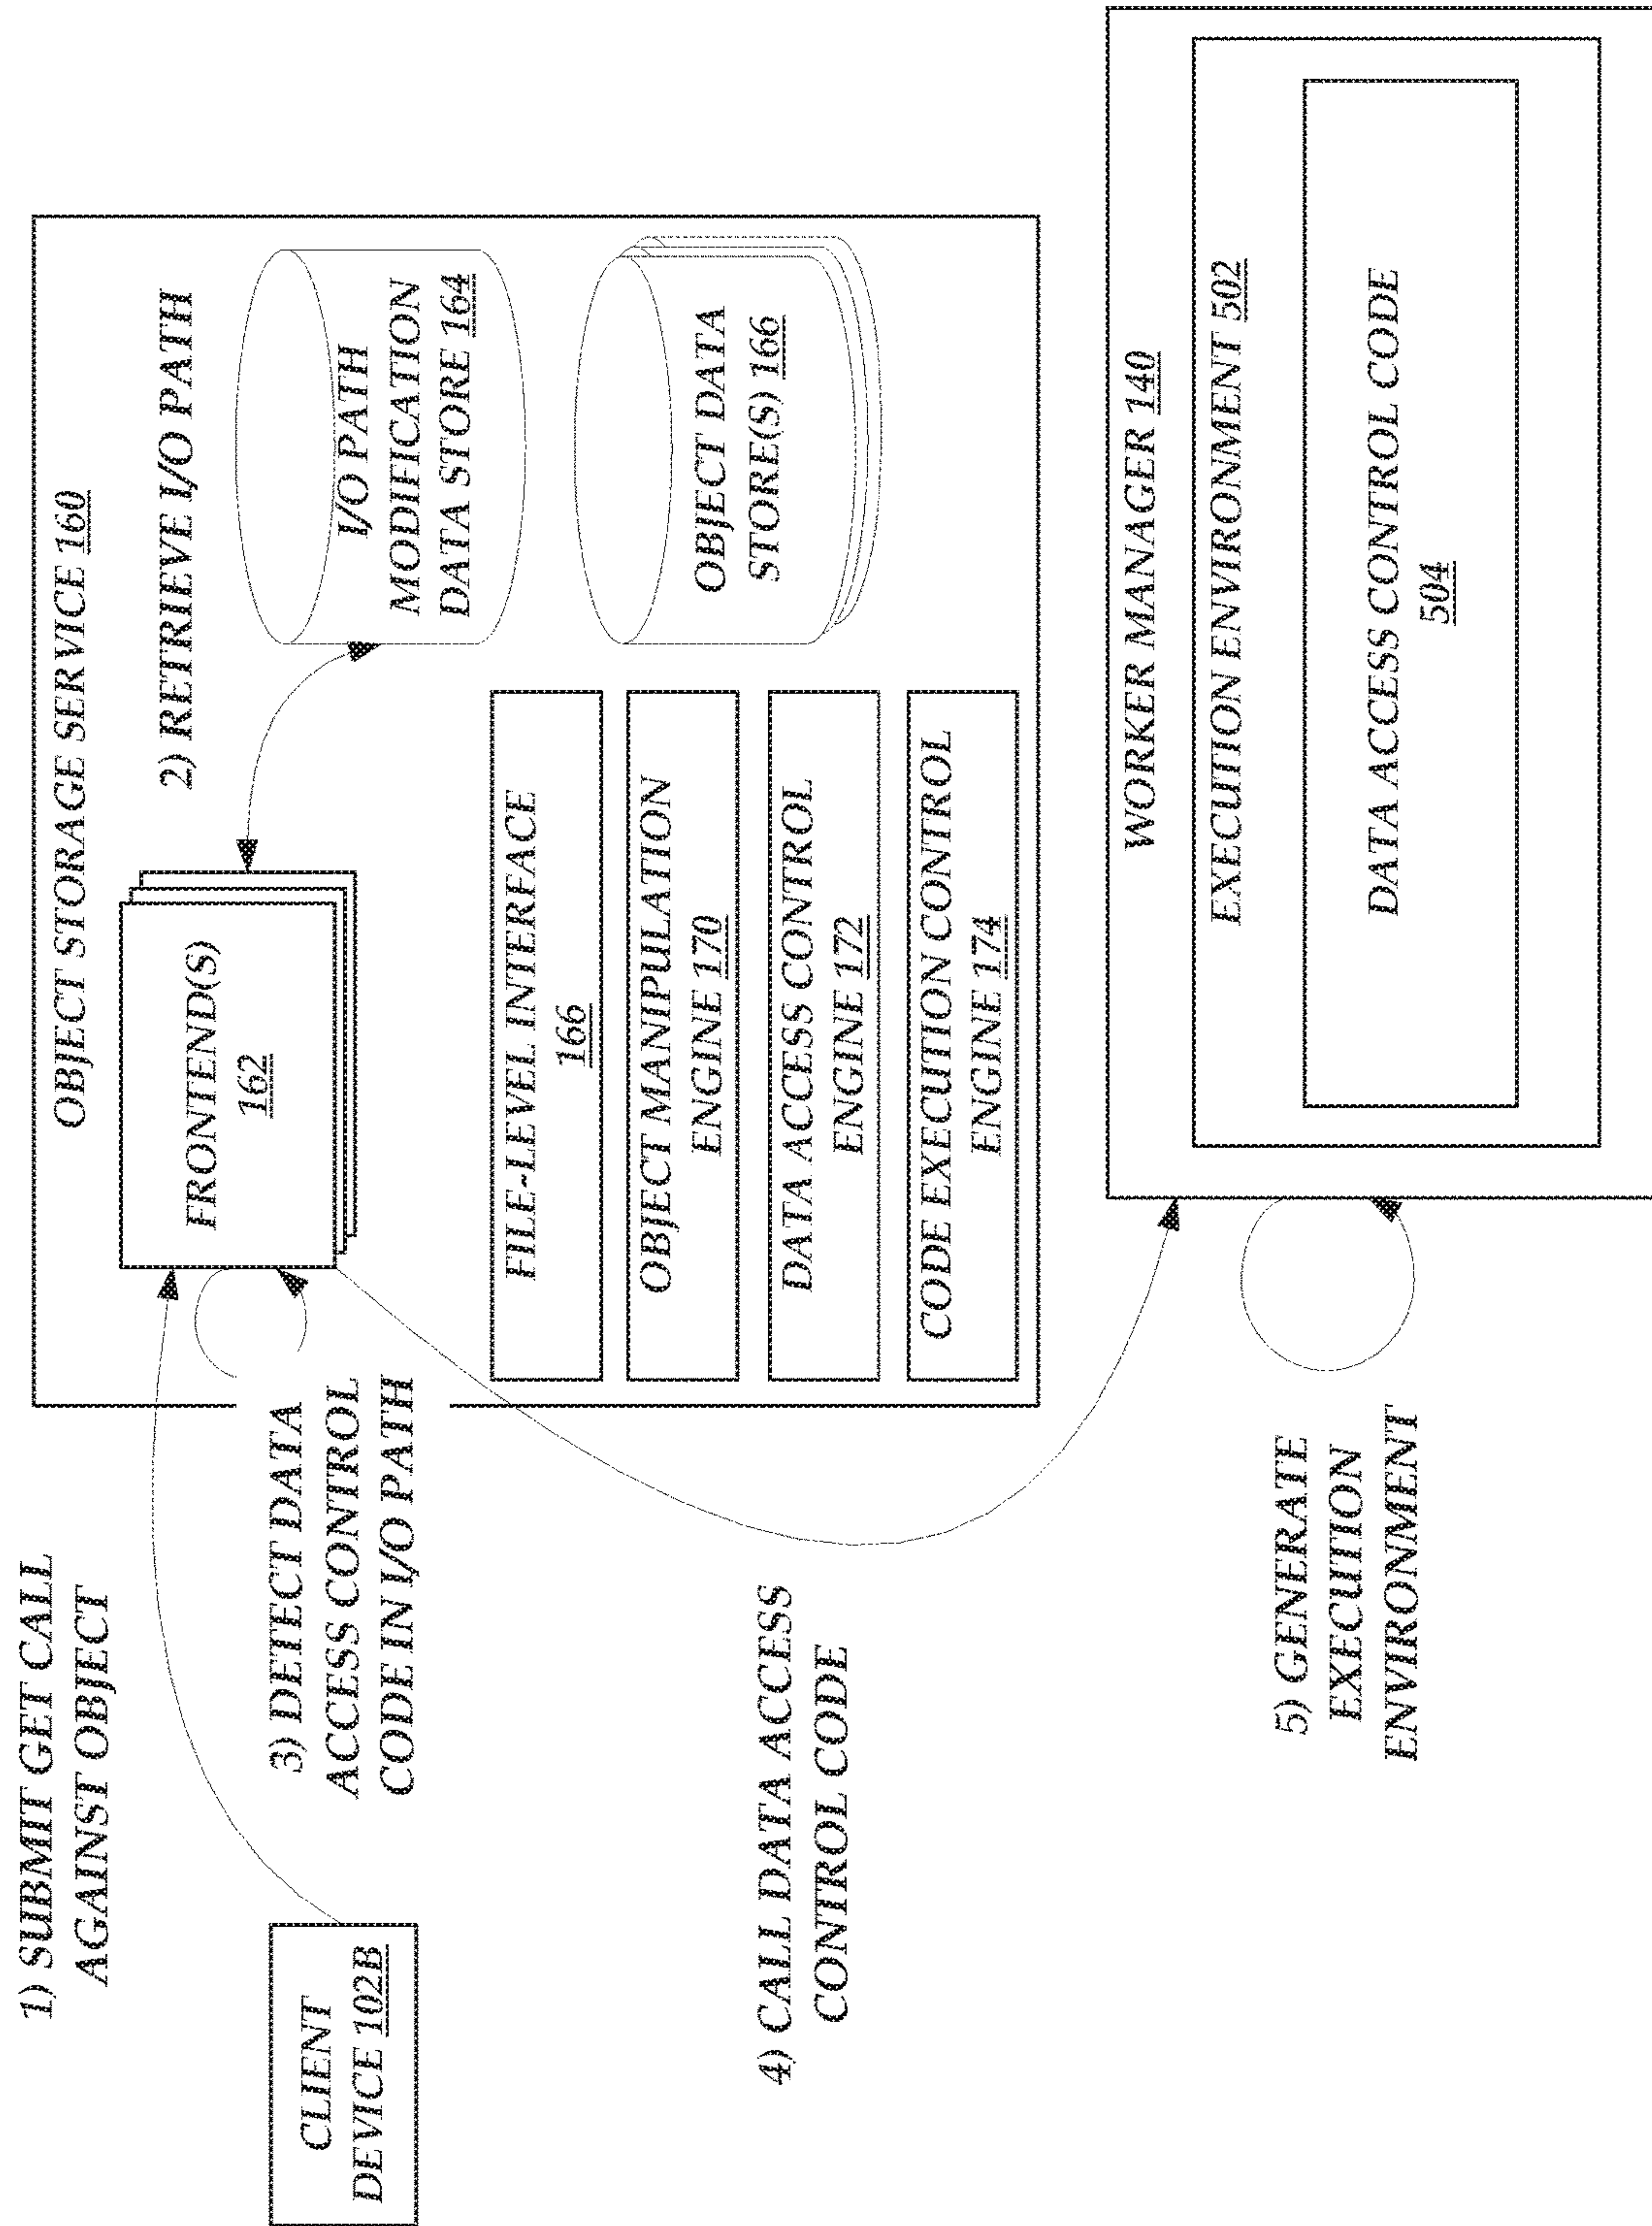 1) SUBMIT GET CALL
AGAINST OBJECT
CLIENT
DEVICE 102B
3) DETECT DATA
ACCESS CONTROL
CODE IN I/O PATH
4) CALL DATA ACCESS
CONTROL CODE
5) GENERATE
EXECUTION
ENVIRONMENT
OBJECT STORAGE SERVICE 160
FRONTEND(S)
162
2) RETRIEVE I/O PATH
I/O PATH
MODIFICATION
DATA STORE 164
OBJECT DATA
STORE(S) 166
FILE-LEVEL INTERFACE
166
OBJECT MANIPULATION
ENGINE 170
DATA ACCESS CONTROL
ENGINE 172
CODE EXECUTION CONTROL
ENGINE 174
WORKER MANAGER 140
EXECUTION ENVIRONMENT 502
DATA ACCESS CONTROL CODE
504